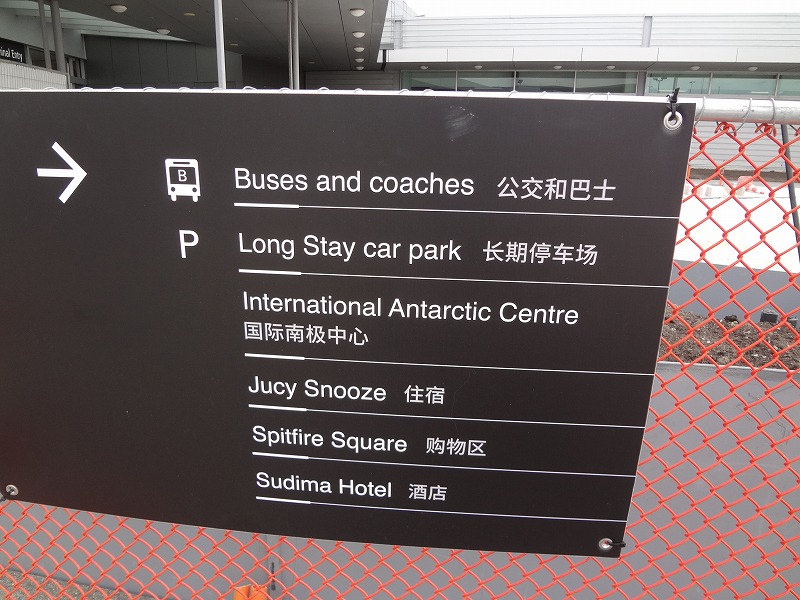 Terminal Entry
B
Buses and coaches 公交和巴士
P Long Stay car park 长期停车场
International Antarctic Centre
国际南极中心
Jucy Snooze 住宿
Spitfire Square 购物区
Sudima Hotel 酒店